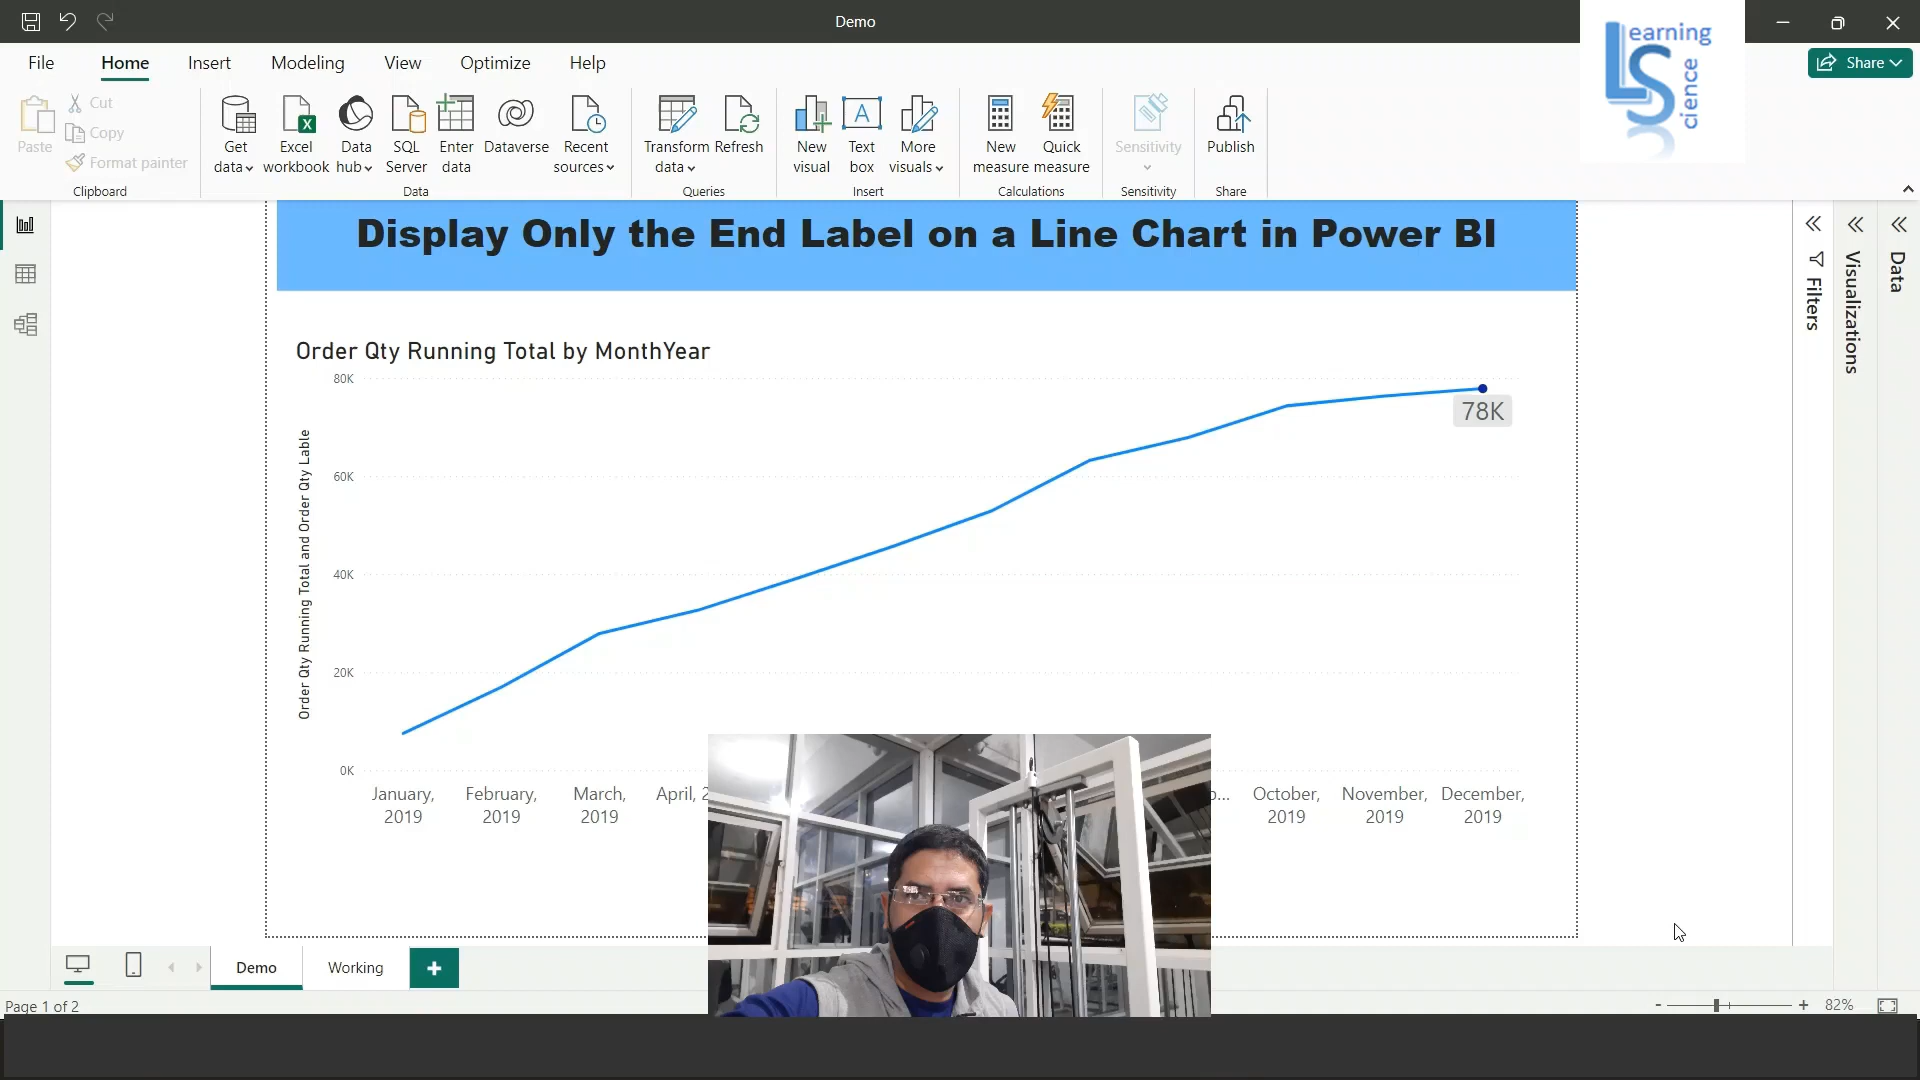 Demo
Learning Science
File Home Insert Modeling View Optimize Help
Share
Paste
Cut
Copy
Format painter
Get data
Excel workbook
Data hub
SQL Server
Enter data
Dataverse
Recent sources
Transform data
Refresh
New visual
Text box
More visuals
New measure
Quick measure
Sensitivity
Publish
Clipboard
Data
Queries
Insert
Calculations
Sensitivity
Share
Display Only the End Label on a Line Chart in Power BI
Filters
Visualizations
Data
Order Qty Running Total by MonthYear
Order Qty Running Total and Order Qty Lable
80K
78K
60K
40K
20K
0K
January, 2019
February, 2019
March, 2019
April, 2
o...
October, 2019
November, 2019
December, 2019
Demo
Working
Page 1 of 2
- + 82%